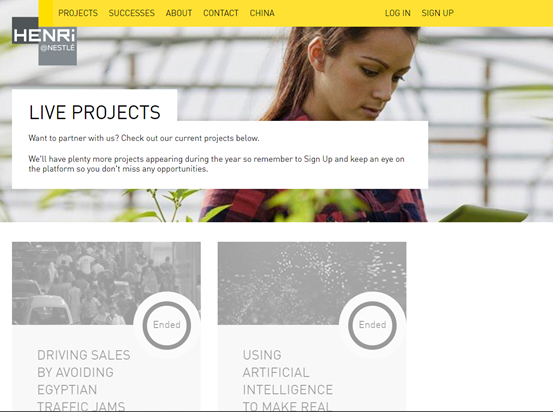 PROJECTS SUCCESSES ABOUT CONTACT CHINA LOG IN SIGN UP
HENRi
@NESTLÉ
LIVE PROJECTS
Want to partner with us? Check out our current projects below.
We'll have plenty more projects appearing during the year so remember to Sign Up and keep an eye on
the platform so you don't miss any opportunities.
Ended
DRIVING SALES
BY AVOIDING
EGYPTIAN
TRAFFIC JAMS
Ended
USING
ARTIFICIAL
INTELLIGENCE
TO MAKE REAL